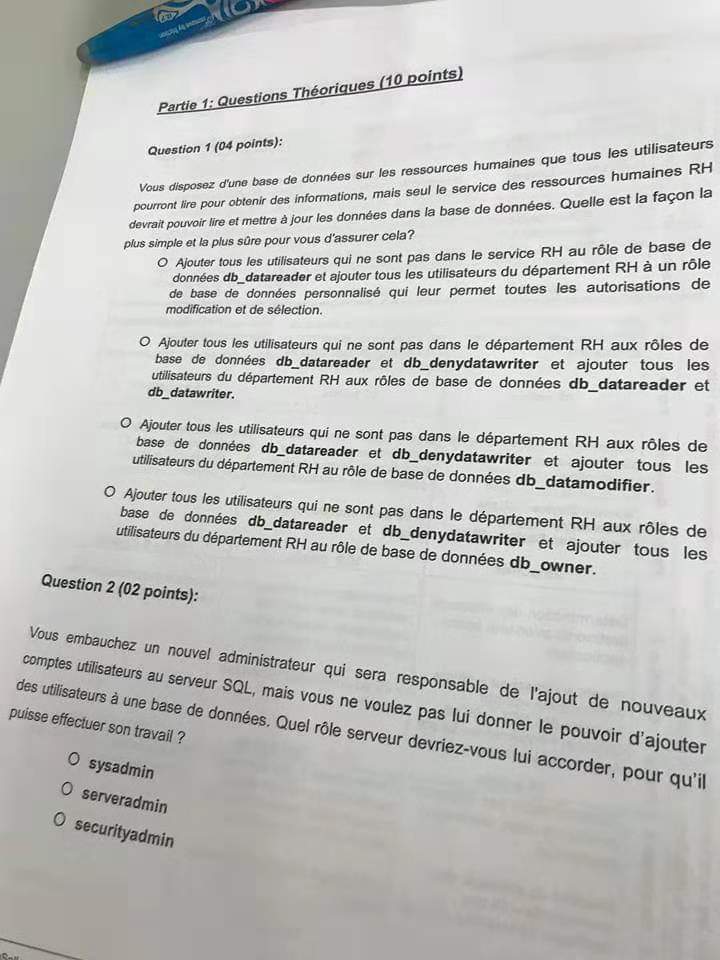 Partie 1: Questions Théoriques (10 points)
Question 1 (04 points):
Vous disposez d'une base de données sur les ressources humaines que tous les utilisateurs
pourront lire pour obtenir des informations, mais seul le service des ressources humaines RH
devrait pouvoir lire et mettre à jour les données dans la base de données. Quelle est la façon la
plus simple et la plus sûre pour vous d'assurer cela?
O Ajouter tous les utilisateurs qui ne sont pas dans le service RH au rôle de base de
données db_datareader et ajouter tous les utilisateurs du département RH à un rôle
de base de données personnalisé qui leur permet toutes les autorisations de
modification et de sélection.
O Ajouter tous les utilisateurs qui ne sont pas dans le département RH aux rôles de
base de données db_datareader et db_denydatawriter et ajouter tous les
utilisateurs du département RH aux rôles de base de données db_datareader et
db_datawriter.
O Ajouter tous les utilisateurs qui ne sont pas dans le département RH aux rôles de
base de données db_datareader et db_denydatawriter et ajouter tous les
utilisateurs du département RH au rôle de base de données db_datamodifier.
O Ajouter tous les utilisateurs qui ne sont pas dans le département RH aux rôles de
base de données db_datareader et db_denydatawriter et ajouter tous les
utilisateurs du département RH au rôle de base de données db_owner.
Question 2 (02 points):
Vous embauchez un nouvel administrateur qui sera responsable de l'ajout de nouveaux
comptes utilisateurs au serveur SQL, mais vous ne voulez pas lui donner le pouvoir d'ajouter
des utilisateurs à une base de données. Quel rôle serveur devriez-vous lui accorder, pour qu'il
puisse effectuer son travail ?
O sysadmin
O serveradmin
O securityadmin